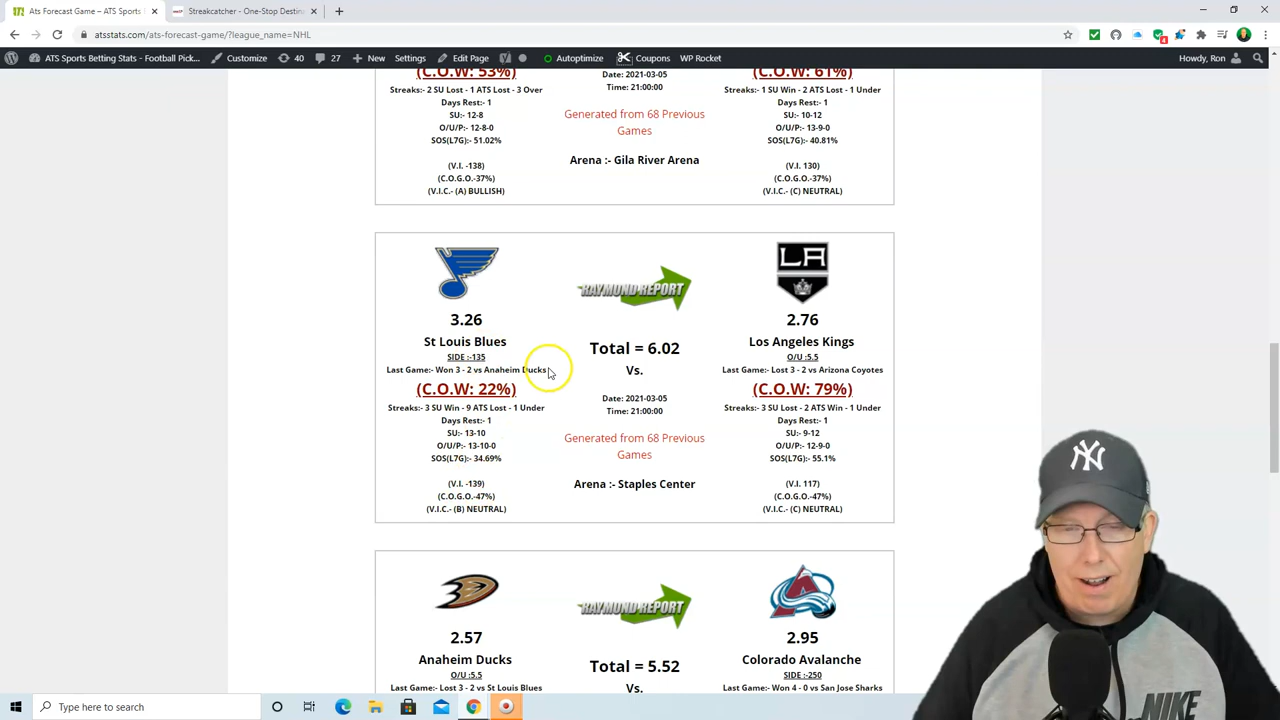 Ats Forecast Game – ATS Sports
Streakcatcher - One-Stop Destina
atsstats.com/ats-forecast-game/?league_name=NHL
ATS Sports Betting Stats - Football Pick... Customize 40 27 New Settings Edit Page Autoptimize Coupons WP Rocket Howdy, Ron
(C.O.W: 53%)
Streaks:- 2 SU Lost - 1 ATS Lost - 3 Over
Days Rest:- 1
SU:- 12-8
O/U/P:- 12-8-0
SOS(L7G):- 51.02%
(V.I. -138)
(C.O.G.O.-37%)
(V.I.C.- (A) BULLISH)
Date: 2021-03-05
Time: 21:00:00
Generated from 68 Previous
Games
Arena :- Gila River Arena
(C.O.W: 61%)
Streaks:- 1 SU Win - 2 ATS Lost - 1 Under
Days Rest:- 1
SU:- 10-12
O/U/P:- 13-9-0
SOS(L7G):- 40.81%
(V.I. 130)
(C.O.G.O.-37%)
(V.I.C.- (C) NEUTRAL)
3.26
St Louis Blues
SIDE :-135
Last Game:- Won 3 - 2 vs Anaheim Ducks
(C.O.W: 22%)
Streaks:- 3 SU Win - 9 ATS Lost - 1 Under
Days Rest:- 1
SU:- 13-10
O/U/P:- 13-10-0
SOS(L7G):- 34.69%
(V.I. -139)
(C.O.G.O.-47%)
(V.I.C.- (B) NEUTRAL)
RAYMOND REPORT
Total = 6.02
Vs.
Date: 2021-03-05
Time: 21:00:00
Generated from 68 Previous
Games
Arena :- Staples Center
LA
2.76
Los Angeles Kings
O/U :5.5
Last Game:- Lost 3 - 2 vs Arizona Coyotes
(C.O.W: 79%)
Streaks:- 3 SU Lost - 2 ATS Win - 1 Under
Days Rest:- 1
SU:- 9-12
O/U/P:- 12-9-0
SOS(L7G):- 55.1%
(V.I. 117)
(C.O.G.O.-47%)
(V.I.C.- (C) NEUTRAL)
2.57
Anaheim Ducks
O/U :5.5
Last Game:- Lost 3 - 2 vs St Louis Blues
RAYMOND REPORT
Total = 5.52
Vs.
2.95
Colorado Avalanche
SIDE :-250
Last Game:- Won 4 - 0 vs San Jose Sharks
NIKE
Type here to search